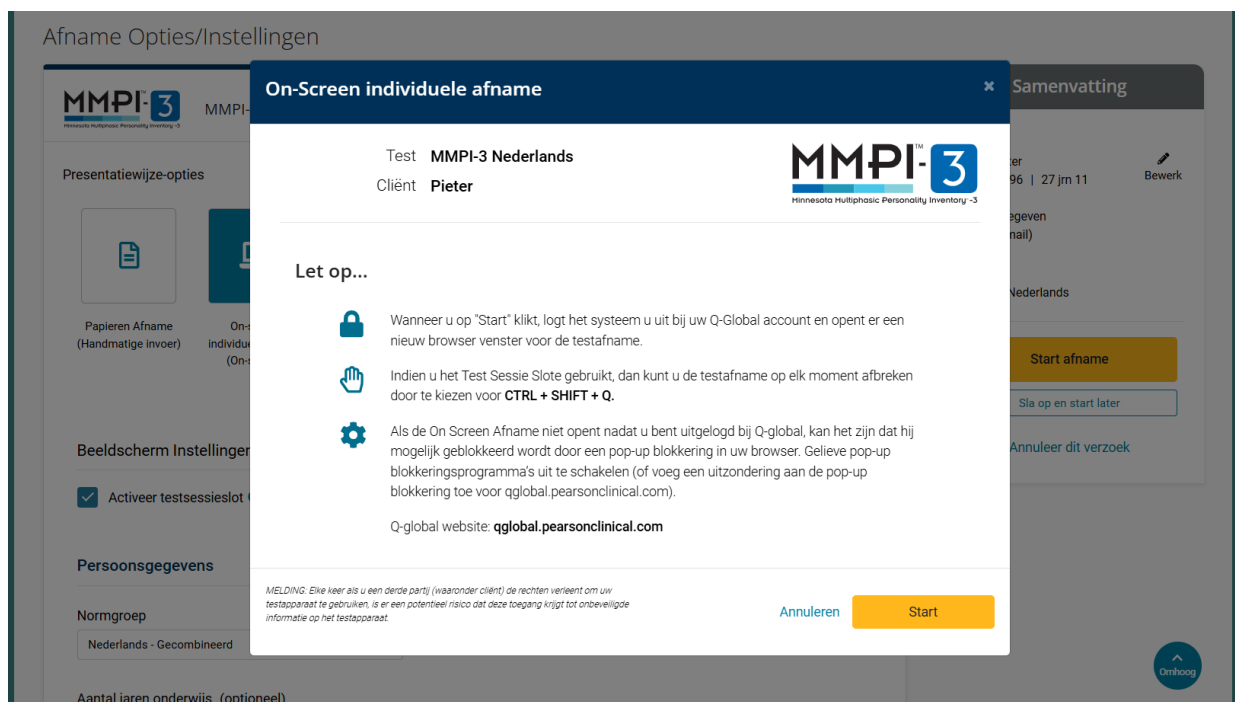 Afname Opties/Instellingen
On-Screen individuele afname
×
Samenvatting
MMPI-3
Minnesota Multiphasic Personality Inventory-3
MMPI-
Test MMPI-3 Nederlands
Cliënt Pieter
MMPI™-3
Minnesota Multiphasic Personality Inventory-3
96 | 27 jrn 11
Bewerk
Nederlands
Presentatiewijze-opties
Papieren Afname
(Handmatige invoer)
Let op...
Wanneer u op "Start" klikt, logt het systeem u uit bij uw Q-Global account en opent er een
nieuw browser venster voor de testafname.
Indien u het Test Sessie Slote gebruikt, dan kunt u de testafname op elk moment afbreken
door te kiezen voor CTRL + SHIFT + Q.
Als de On Screen Afname niet opent nadat u bent uitgelogd bij Q-global, kan het zijn dat hij
mogelijk geblokkeerd wordt door een pop-up blokkering in uw browser. Gelieve pop-up
blokkeringsprogramma's uit te schakelen (of voeg een uitzondering aan de pop-up
blokkering toe voor qglobal.pearsonclinical.com).
Q-global website: qglobal.pearsonclinical.com
Start afname
Sla op en start later
Annuleer dit verzoek
Beeldscherm Instellingen
Activeer testsessieslot
Persoonsgegevens
Normgroep
Nederlands - Gecombineerd
MELDING: Elke keer als u een derde partij (waaronder cliënt) de rechten verleent om uw
testapparaat te gebruiken, is er een potentieel risico dat deze toegang krijgt tot onbeveiligde
informatie op het testapparaat.
Annuleren
Start
Omhoog
Aantal jaren onderwijs (optioneel)